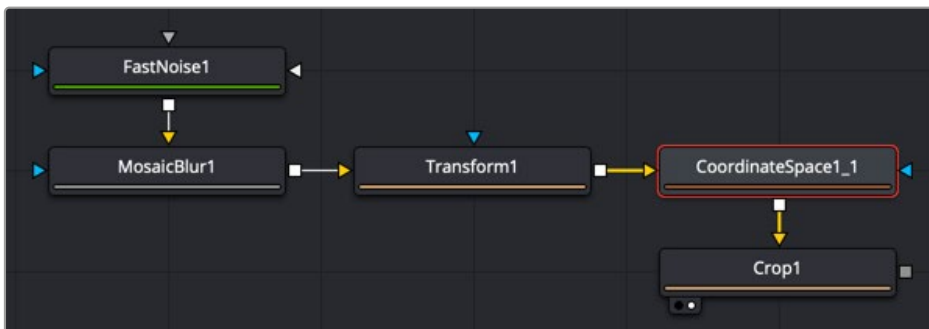 FastNoise1
MosaicBlur1
Transform1
CoordinateSpace1_1
Crop1